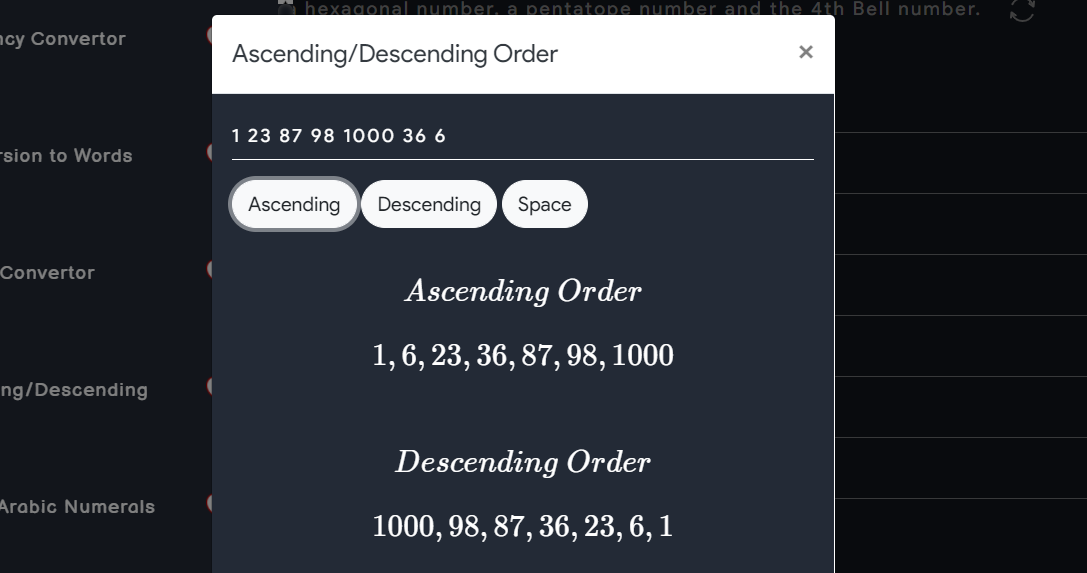 hexagonal number, a pentatope number and the 4th Bell number.
ncy Convertor
Ascending/Descending Order
×
1 23 87 98 1000 36 6
rsion to Words
Ascending Descending Space
Convertor
Ascending Order
1, 6, 23, 36, 87, 98, 1000
ng/Descending
Descending Order
Arabic Numerals
1000, 98, 87, 36, 23, 6, 1